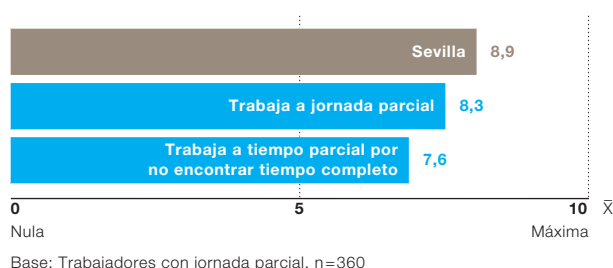 Sevilla 8,9
Trabaja a jornada parcial 8,3
Trabaja a tiempo parcial por
no encontrar tiempo completo 7,6
0 5 10 X̅
Nula Máxima
Base: Trabajadores con jornada parcial. n=360